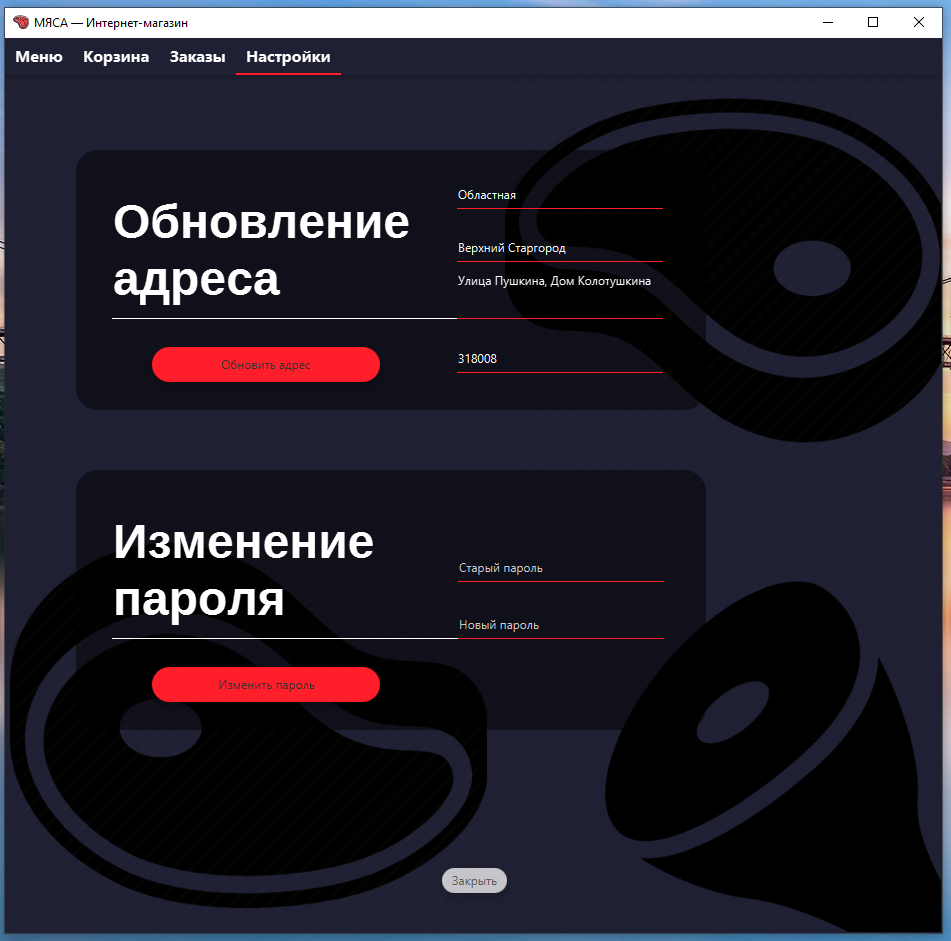 МЯСА — Интернет-магазин
Меню Корзина Заказы Настройки
Обновление
адреса
Областная
Верхний Старгород
Улица Пушкина, Дом Колотушкина
318008
Обновить адрес
Изменение
пароля
Старый пароль
Новый пароль
Изменить пароль
Закрыть